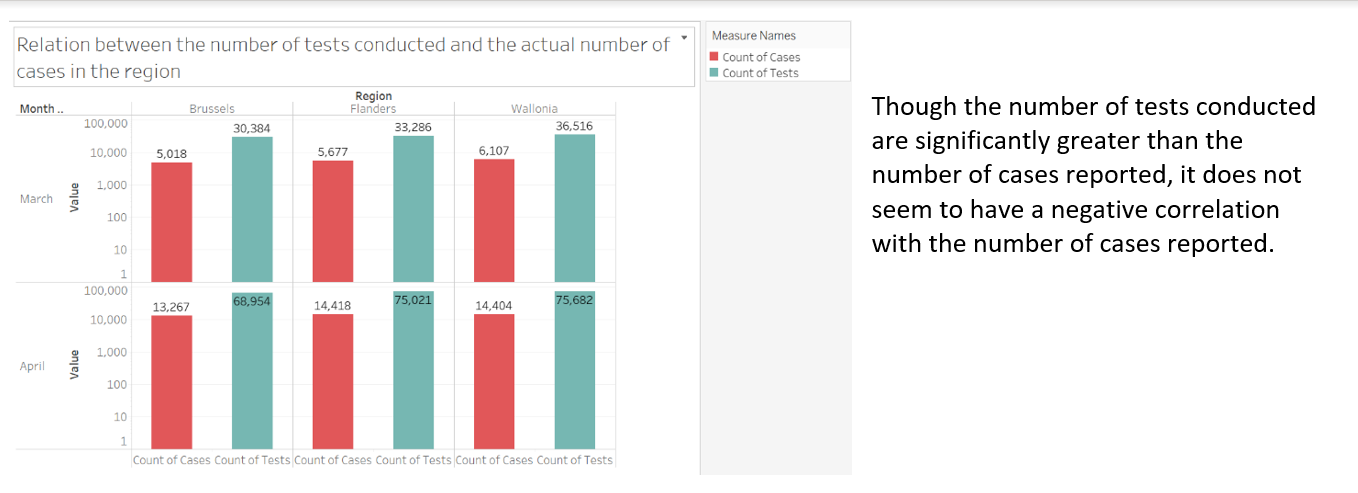 Relation between the number of tests conducted and the actual number of
cases in the region
Measure Names
Count of Cases
Count of Tests
Region
Month ..
Brussels
Flanders
Wallonia
March
Value
100,000
10,000
1,000
100
10
1
5,018
30,384
5,677
33,286
6,107
36,516
April
Value
100,000
10,000
1,000
100
10
1
13,267
68,954
14,418
75,021
14,404
75,682
Count of Cases Count of Tests Count of Cases Count of Tests Count of Cases Count of Tests
Though the number of tests conducted
are significantly greater than the
number of cases reported, it does not
seem to have a negative correlation
with the number of cases reported.